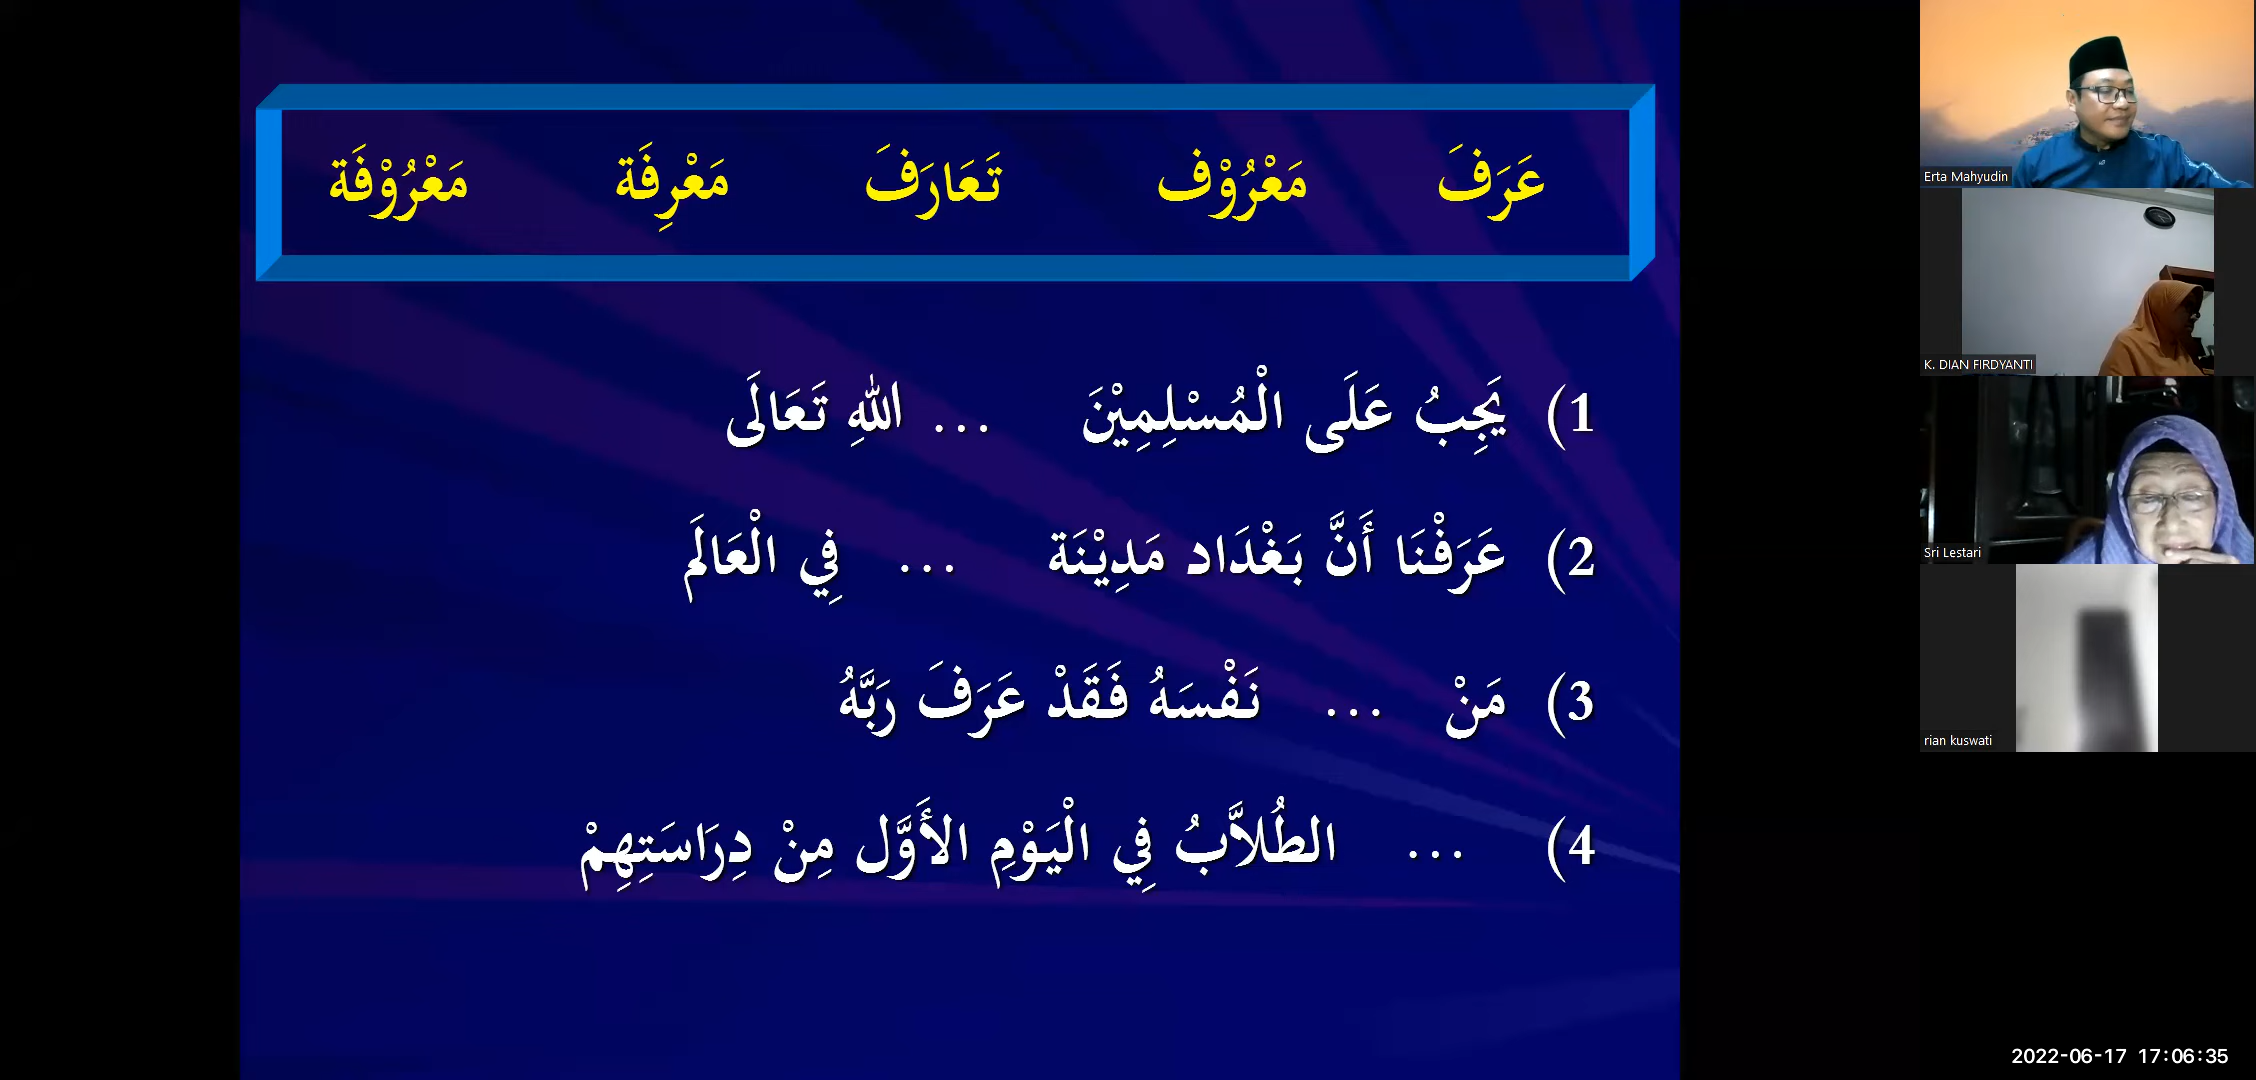 عَرَفَ مَعْرُوْف تَعَارَفَ مَعْرِفَة مَعْرُوْفَة
1) يَجِبُ عَلَى الْمُسْلِمِيْنَ ... اللهِ تَعَالَى
2) عَرَفْنَا أَنَّ بَغْدَاد مَدِيْنَة ... فِي الْعَالَم
3) مَنْ ... نَفْسَهُ فَقَدْ عَرَفَ رَبَّهُ
4) ... الطُلاَّبُ فِي الْيَوْمِ الأَوَّل مِنْ دِرَاسَتِهِمْ
Erta Mahyudin
K. DIAN FIRDYANTI
Sri Lestari
rian kuswati
2022-06-17 17:06:35